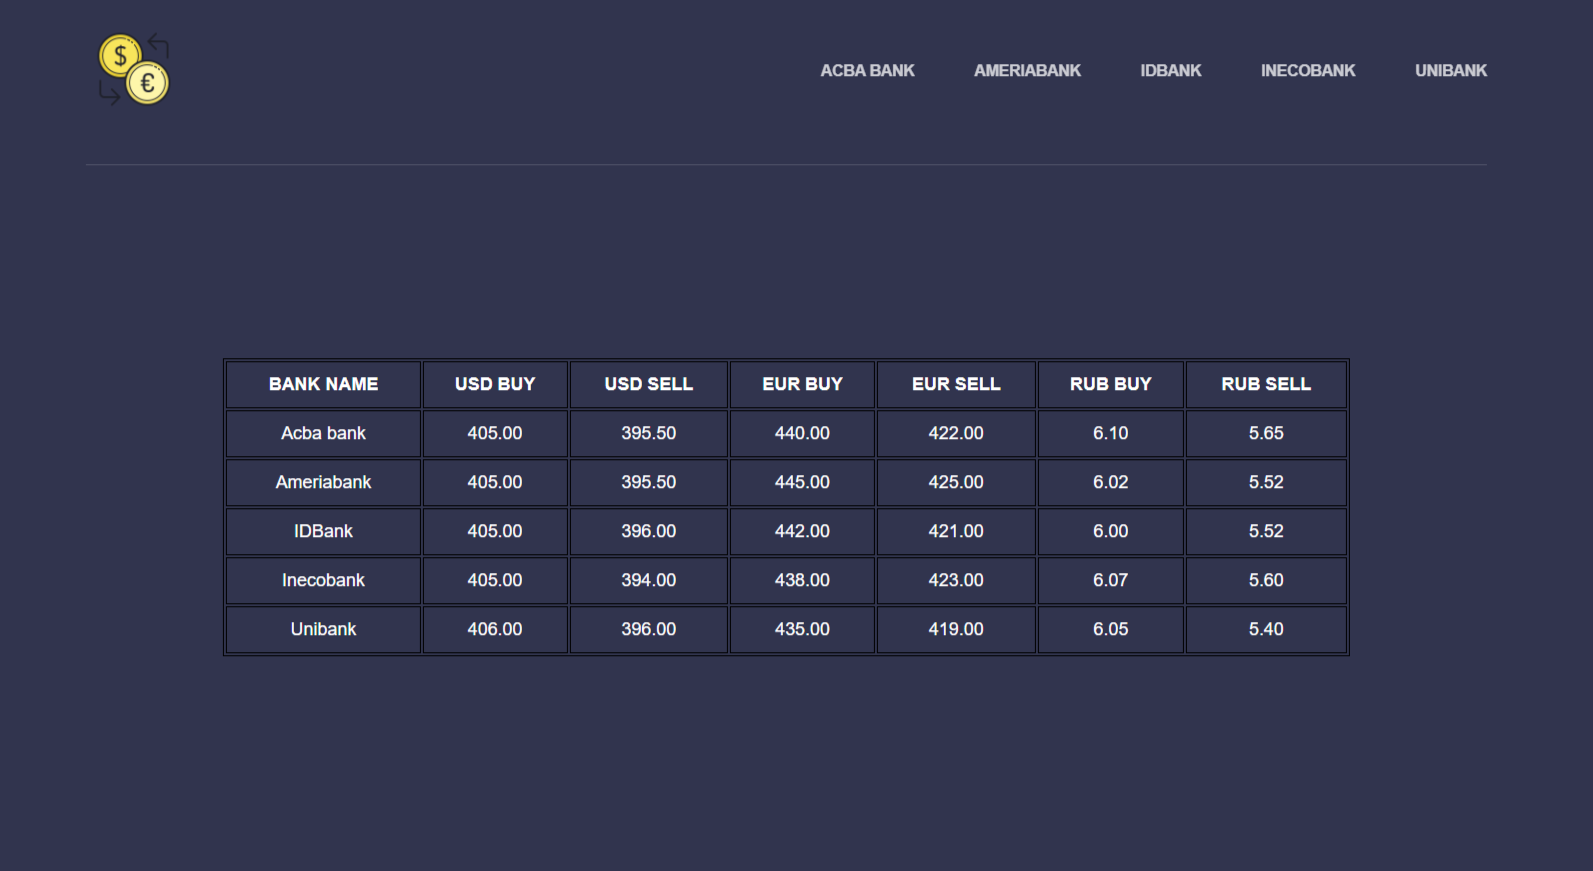 $
€
ACBA BANK AMERIABANK IDBANK INECOBANK UNIBANK
BANK NAME USD BUY USD SELL EUR BUY EUR SELL RUB BUY RUB SELL
Acba bank 405.00 395.50 440.00 422.00 6.10 5.65
Ameriabank 405.00 395.50 445.00 425.00 6.02 5.52
IDBank 405.00 396.00 442.00 421.00 6.00 5.52
Inecobank 405.00 394.00 438.00 423.00 6.07 5.60
Unibank 406.00 396.00 435.00 419.00 6.05 5.40